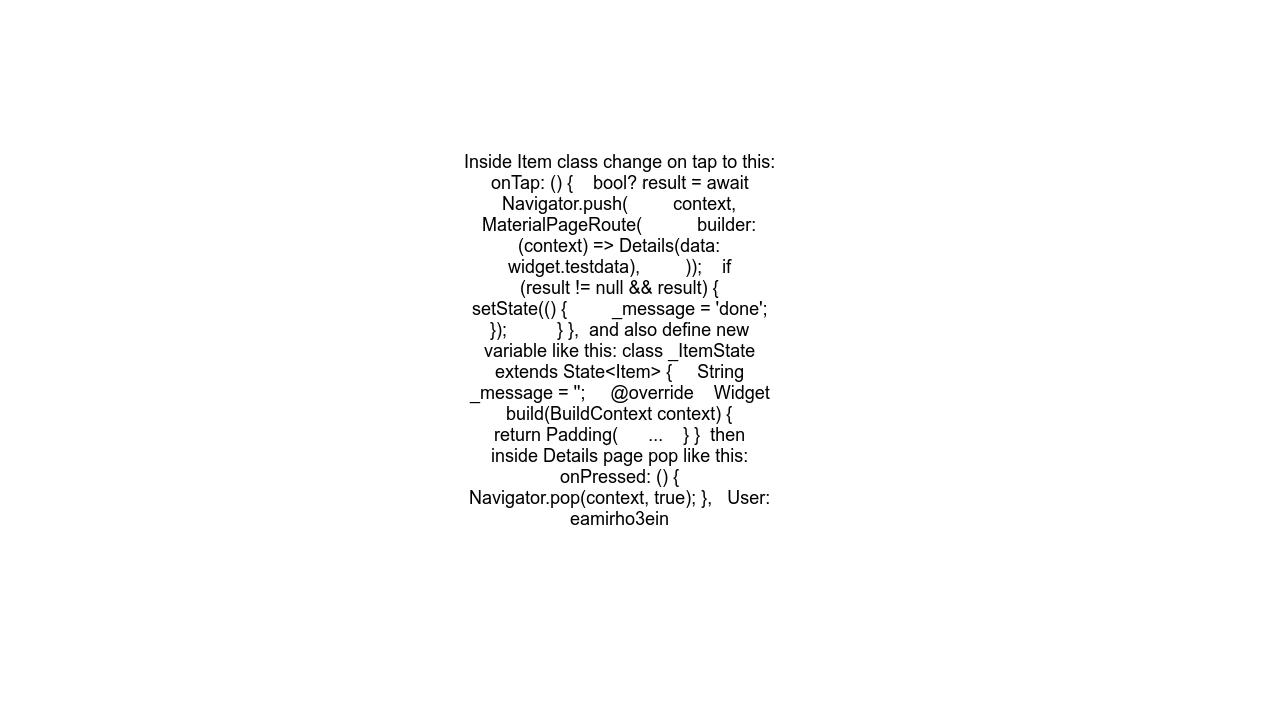 Inside Item class change on tap to this:
onTap: () {    bool? result = await
Navigator.push(         context,
MaterialPageRoute(           builder:
(context) => Details(data:
widget.testdata),         ));    if
(result != null && result) {
setState(() {         _message = 'done';
});          } },  and also define new
variable like this: class _ItemState
extends State<Item> {     String
_message = '';     @override    Widget
build(BuildContext context) {
return Padding(      ...    } }  then
inside Details page pop like this:
onPressed: () {
Navigator.pop(context, true); },   User:
eamirho3ein